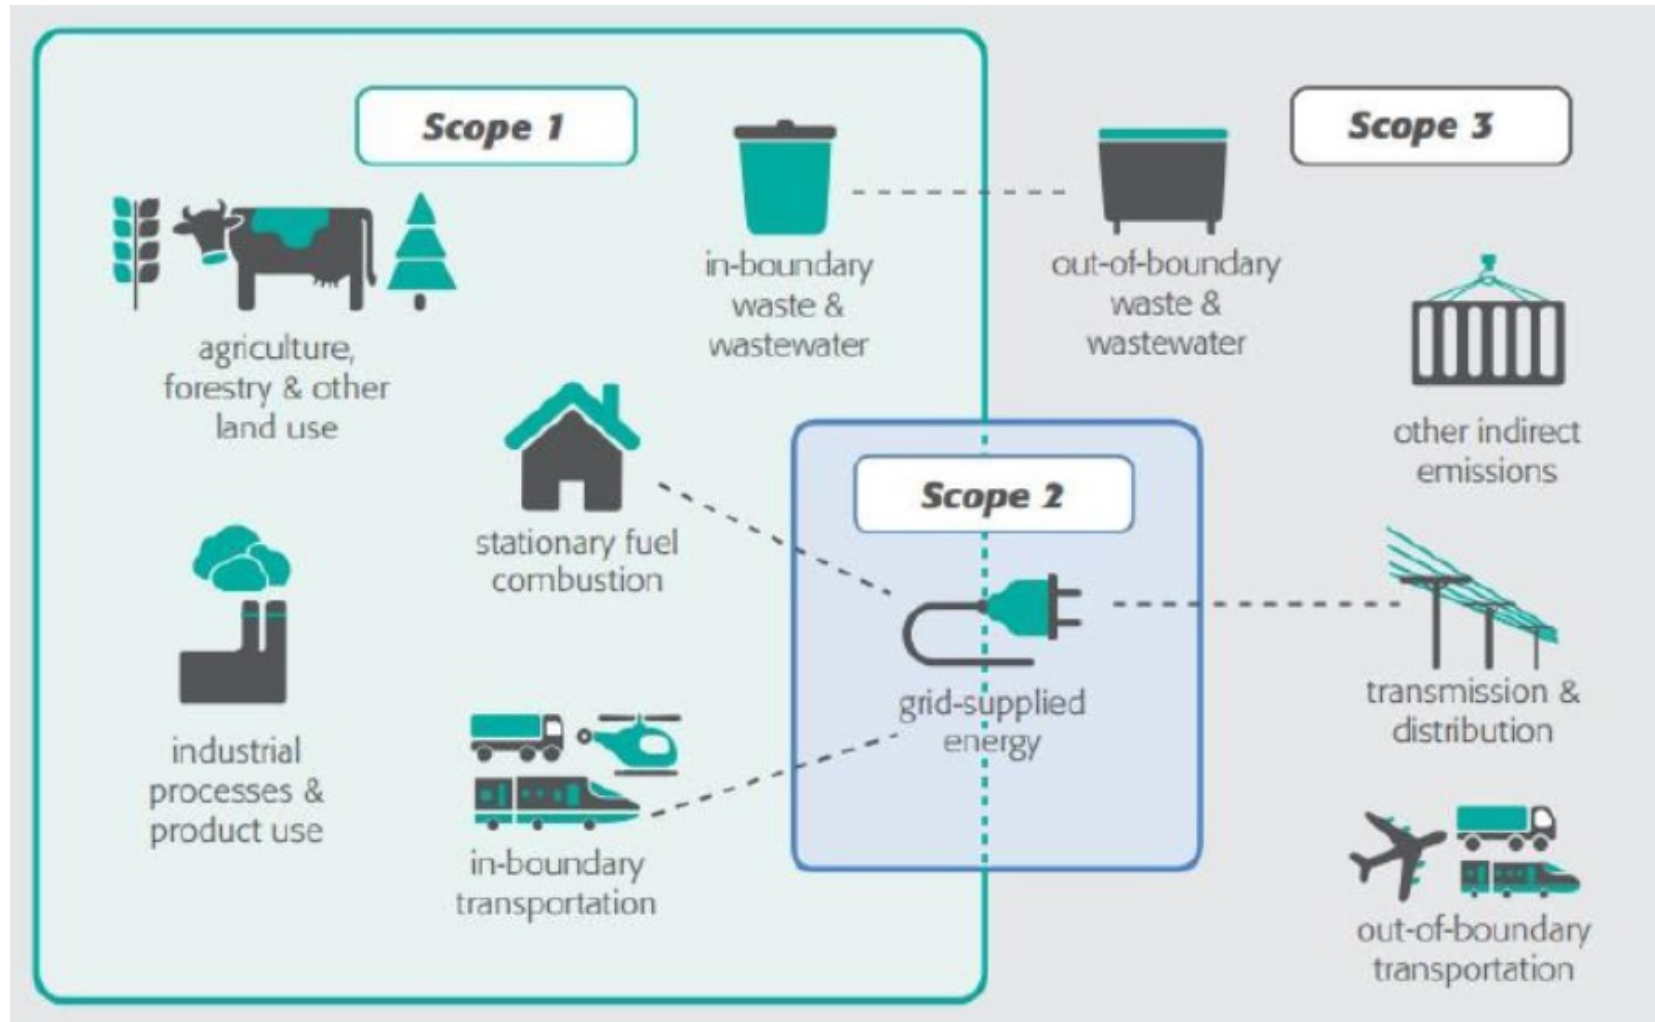 Scope 1
Scope 3
in-boundary
waste &
wastewater
out-of-boundary
waste &
wastewater
agriculture,
forestry & other
land use
other indirect
emissions
Scope 2
stationary fuel
combustion
grid-supplied
energy
transmission &
distribution
industrial
processes &
product use
in-boundary
transportation
out-of-boundary
transportation